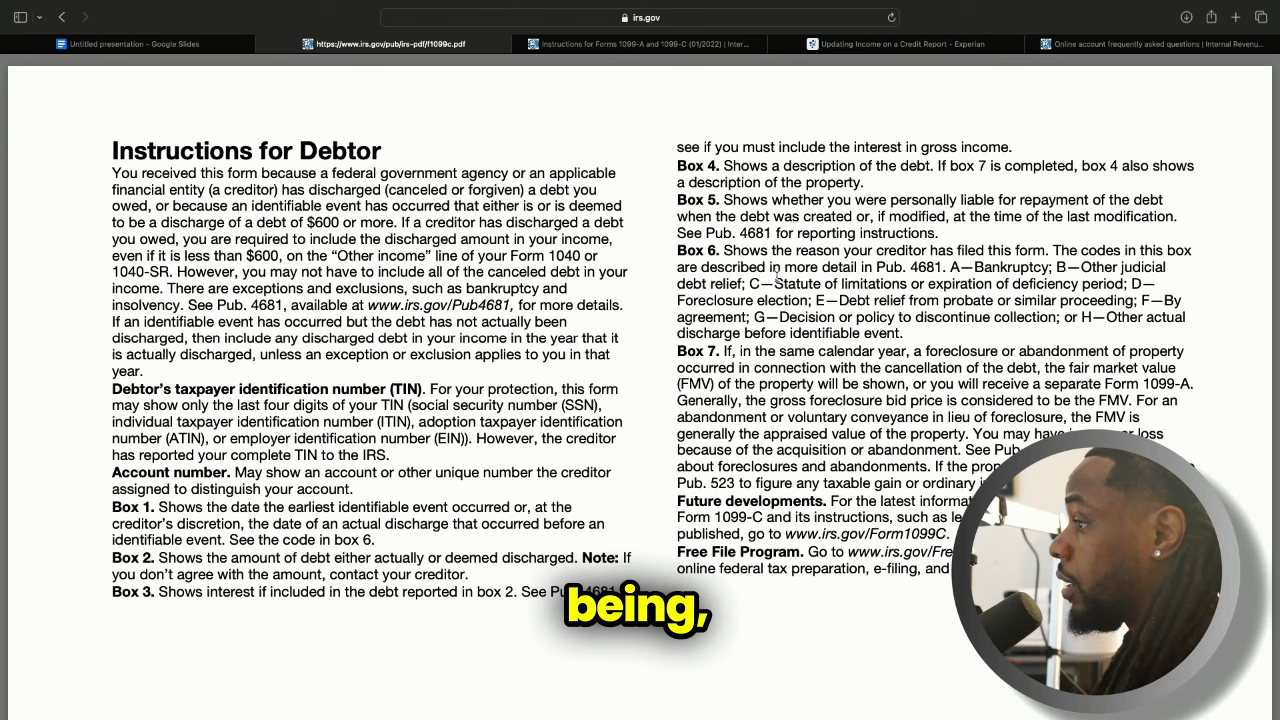 irs.gov
Untitled presentation - Google Slides
https://www.irs.gov/pub/irs-pdf/f1099c.pdf
Instructions for Forms 1099-A and 1099-C (01/2022) | Inter...
Updating Income on a Credit Report - Experian
Online account frequently asked questions | Internal Revenu...
Instructions for Debtor
You received this form because a federal government agency or an applicable
financial entity (a creditor) has discharged (canceled or forgiven) a debt you
owed, or because an identifiable event has occurred that either is or is deemed
to be a discharge of a debt of $600 or more. If a creditor has discharged a debt
you owed, you are required to include the discharged amount in your income,
even if it is less than $600, on the “Other income” line of your Form 1040 or
1040-SR. However, you may not have to include all of the canceled debt in your
income. There are exceptions and exclusions, such as bankruptcy and
insolvency. See Pub. 4681, available at www.irs.gov/Pub4681, for more details.
If an identifiable event has occurred but the debt has not actually been
discharged, then include any discharged debt in your income in the year that it
is actually discharged, unless an exception or exclusion applies to you in that
year.
Debtor’s taxpayer identification number (TIN). For your protection, this form
may show only the last four digits of your TIN (social security number (SSN),
individual taxpayer identification number (ITIN), adoption taxpayer identification
number (ATIN), or employer identification number (EIN)). However, the creditor
has reported your complete TIN to the IRS.
Account number. May show an account or other unique number the creditor
assigned to distinguish your account.
Box 1. Shows the date the earliest identifiable event occurred or, at the
creditor’s discretion, the date of an actual discharge that occurred before an
identifiable event. See the code in box 6.
Box 2. Shows the amount of debt either actually or deemed discharged. Note: If
you don’t agree with the amount, contact your creditor.
Box 3. Shows interest if included in the debt reported in box 2. See Pub. 4681
see if you must include the interest in gross income.
Box 4. Shows a description of the debt. If box 7 is completed, box 4 also shows
a description of the property.
Box 5. Shows whether you were personally liable for repayment of the debt
when the debt was created or, if modified, at the time of the last modification.
See Pub. 4681 for reporting instructions.
Box 6. Shows the reason your creditor has filed this form. The codes in this box
are described in more detail in Pub. 4681. A—Bankruptcy; B—Other judicial
debt relief; C—Statute of limitations or expiration of deficiency period; D—
Foreclosure election; E—Debt relief from probate or similar proceeding; F—By
agreement; G—Decision or policy to discontinue collection; or H—Other actual
discharge before identifiable event.
Box 7. If, in the same calendar year, a foreclosure or abandonment of property
occurred in connection with the cancellation of the debt, the fair market value
(FMV) of the property will be shown, or you will receive a separate Form 1099-A.
Generally, the gross foreclosure bid price is considered to be the FMV. For an
abandonment or voluntary conveyance in lieu of foreclosure, the FMV is
generally the appraised value of the property. You may have or loss
because of the acquisition or abandonment. See Pub
about foreclosures and abandonments. If the
Pub. 523 to figure any taxable gain or ordinary
Future developments. For the latest
Form 1099-C and its instructions, such as
published, go to www.irs.gov/Form1099C.
Free File Program. Go to
online federal tax preparation, e-filing, and
being,